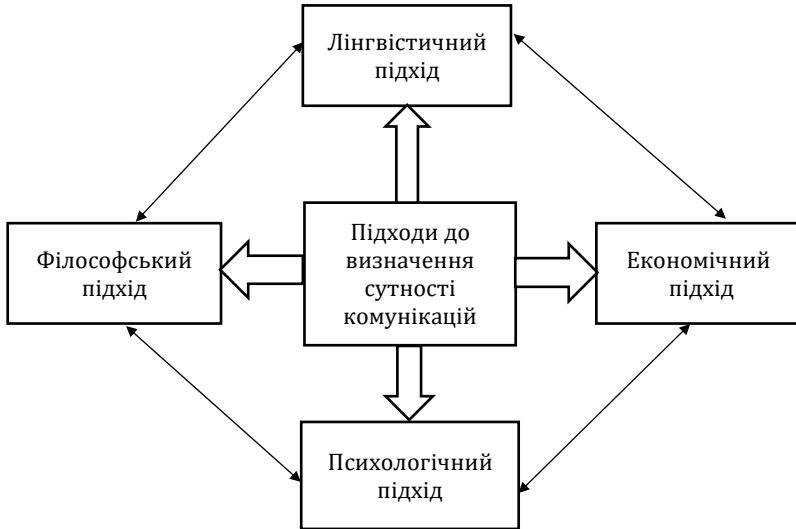 Лінгвістичний
підхід
Філософський
підхід
Підходи до
визначення
сутності
комунікацій
Економічний
підхід
Психологічний
підхід